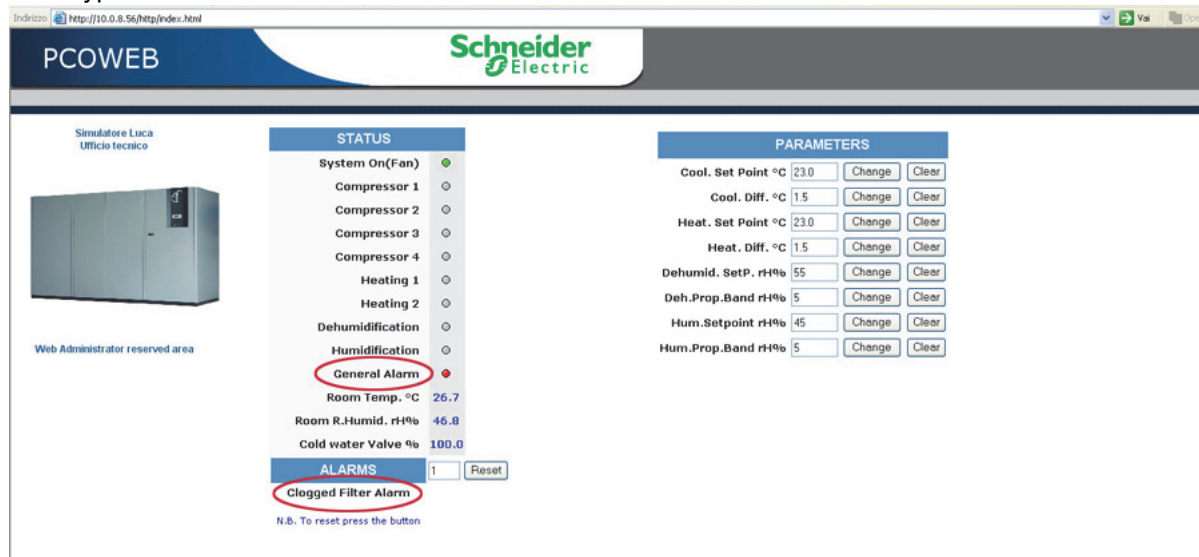 Indirizzo http://10.0.8.56/http/index.html Vai
PCOWEB
Schneider
Electric
Simulatore Luca
Ufficio tecnico
Web Administrator reserved area
STATUS
System On(Fan)
Compressor 1
Compressor 2
Compressor 3
Compressor 4
Heating 1
Heating 2
Dehumidification
Humidification
General Alarm
Room Temp. °C 26.7
Room R.Humid. rH% 46.8
Cold water Valve % 100.0
ALARMS 1 Reset
Clogged Filter Alarm
N.B. To reset press the button
PARAMETERS
Cool. Set Point °C 23.0 Change Clear
Cool. Diff. °C 1.5 Change Clear
Heat. Set Point °C 23.0 Change Clear
Heat. Diff. °C 1.5 Change Clear
Dehumid. SetP. rH% 55 Change Clear
Deh.Prop.Band rH% 5 Change Clear
Hum.Setpoint rH% 45 Change Clear
Hum.Prop.Band rH% 5 Change Clear